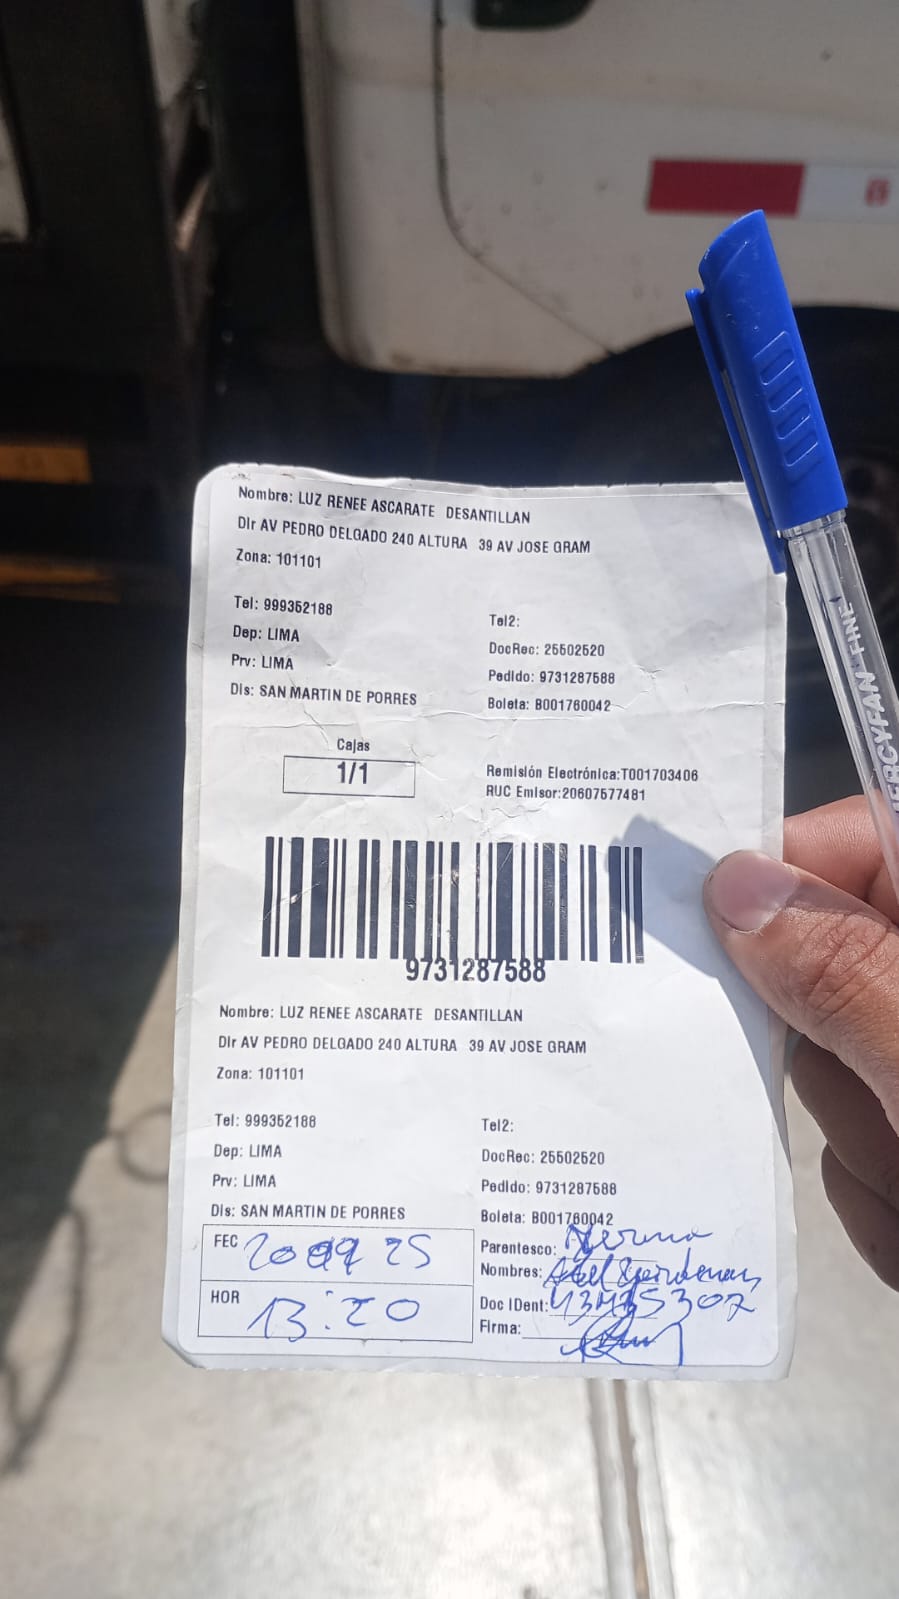 Nombre: LUZ RENEE ASCARATE DESANTILLAN
Dir AV PEDRO DELGADO 240 ALTURA 39 AV JOSE GRAM
Zona: 101101
Tel: 999352188
Tel2:
Dep: LIMA
DocRec: 25502520
Prv: LIMA
Pedido: 9731287588
Dis: SAN MARTIN DE PORRES
Boleta: B001760042
Cajas
1/1
Remisión Electrónica:T001703406
RUC Emisor:20607577481
9731287588
Nombre: LUZ RENEE ASCARATE DESANTILLAN
Dir AV PEDRO DELGADO 240 ALTURA 39 AV JOSE GRAM
Zona: 101101
Tel: 999352188
Tel2:
Dep: LIMA
DocRec: 25502520
Prv: LIMA
Pedido: 9731287588
Dis: SAN MARTIN DE PORRES
Boleta: B001760042
FEC
25
Parentesco: Yerno
Nombres:
HOR 13:20
Doc IDent:
Firma:
FINE